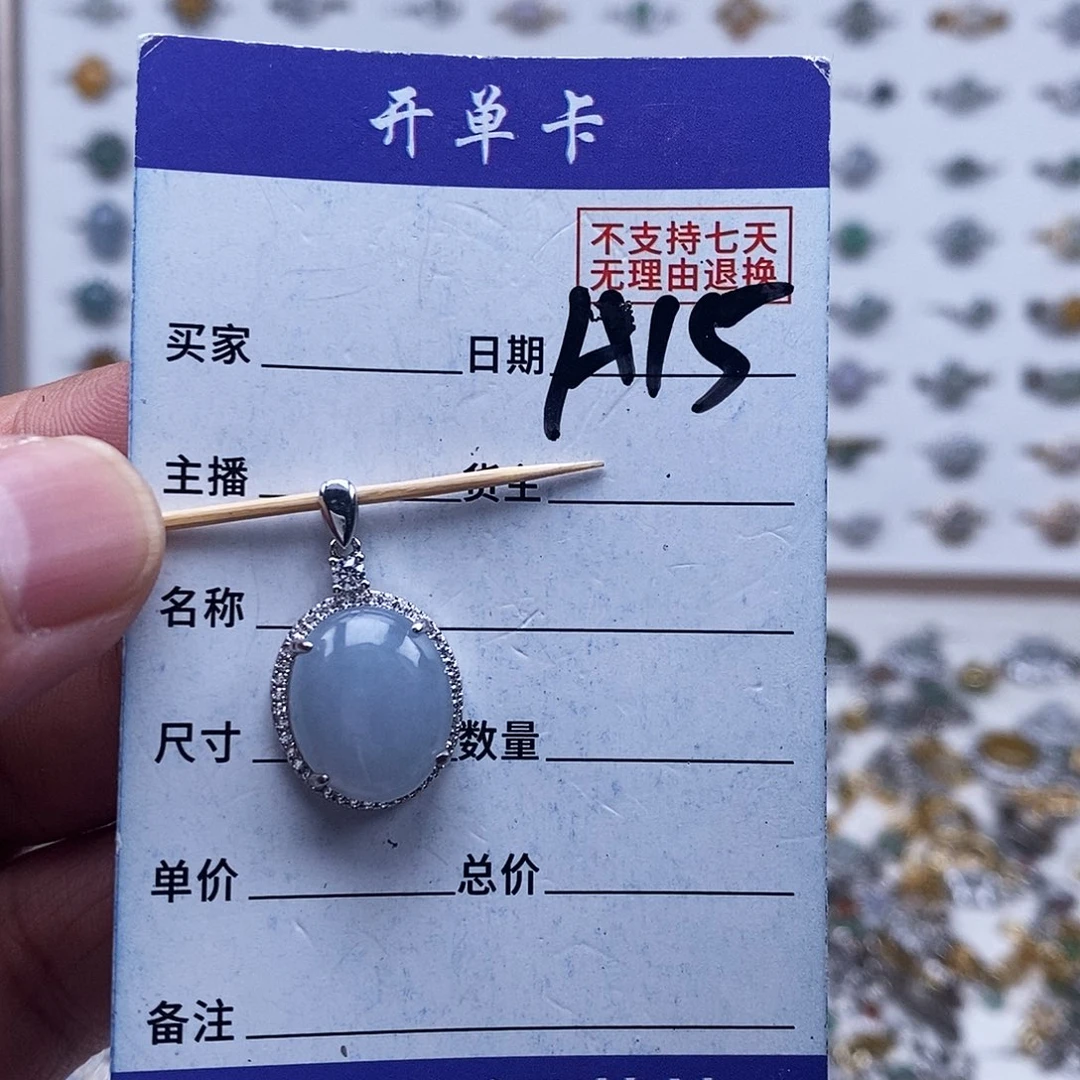 开单卡
不支持七天
无理由退换
买家 日期 A15
主播 货主
名称
尺寸 数量
单价 总价
备注